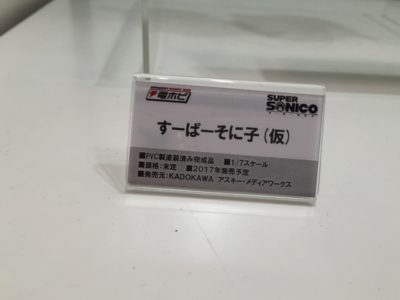 電ホビ
SUPER
SONICO
すーぱーそに子(仮)
■PVC製塗装済み完成品 ■1/7スケール
■価格:未定 ■2017年発売予定
■発売元:KADOKAWA アスキー・メディアワークス